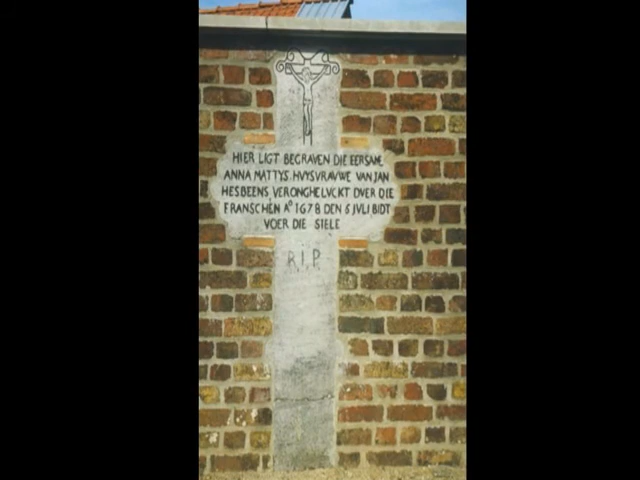 HIER LIGT BEGRAVEN DIE EERSAME
ANNA MATTYS HVYSVRAVWE VAN JAN
HESBEENS VERONGHELVCKT DVER DIE
FRANSCHEN Aº 1678 DEN 6 JVLI BIDT
VOER DIE SIELE
R.I.P.